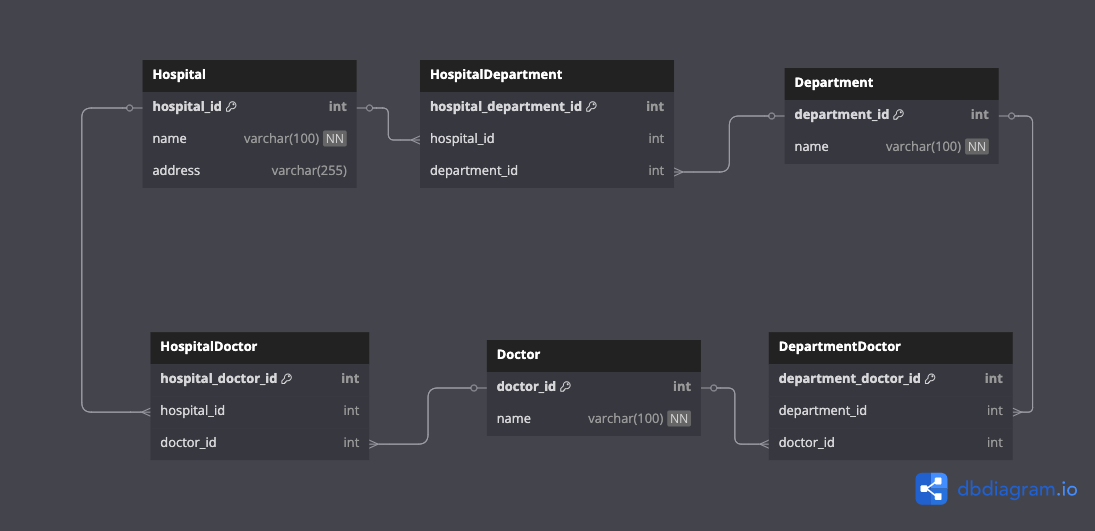 Hospital
hospital_id int
name varchar(100) NN
address varchar(255)
HospitalDepartment
hospital_department_id int
hospital_id int
department_id int
Department
department_id int
name varchar(100) NN
HospitalDoctor
hospital_doctor_id int
hospital_id int
doctor_id int
Doctor
doctor_id int
name varchar(100) NN
DepartmentDoctor
department_doctor_id int
department_id int
doctor_id int
dbdiagram.io